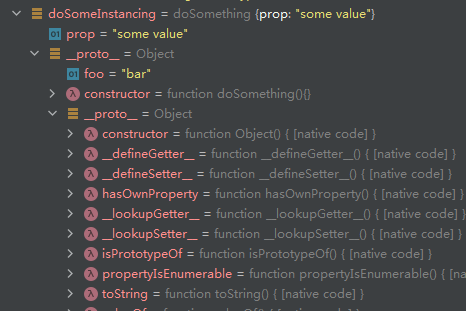 doSomeInstancing = doSomething {prop: "some value"}
01 prop = "some value"
__proto__ = Object
01 foo = "bar"
λ constructor = function doSomething(){}
__proto__ = Object
λ constructor = function Object() { [native code] }
λ __defineGetter__ = function __defineGetter__() { [native code] }
λ __defineSetter__ = function __defineSetter__() { [native code] }
λ hasOwnProperty = function hasOwnProperty() { [native code] }
λ __lookupGetter__ = function __lookupGetter__() { [native code] }
λ __lookupSetter__ = function __lookupSetter__() { [native code] }
λ isPrototypeOf = function isPrototypeOf() { [native code] }
λ propertyIsEnumerable = function propertyIsEnumerable() { [na
λ toString = function toString() { [native code] }